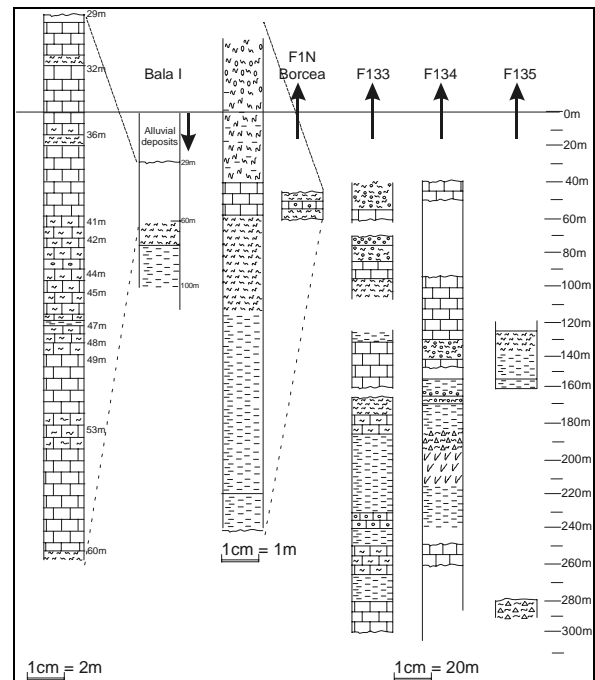 29m
32m
36m
41m
42m
44m
45m
47m
48m
49m
53m
60m
1cm = 2m
Bala I
Alluvial
deposits
29m
60m
100m
1cm = 1m
F1N
Borcea
F133
F134
F135
0m
20m
40m
60m
80m
100m
120m
140m
160m
180m
200m
220m
240m
260m
280m
300m
1cm = 20m